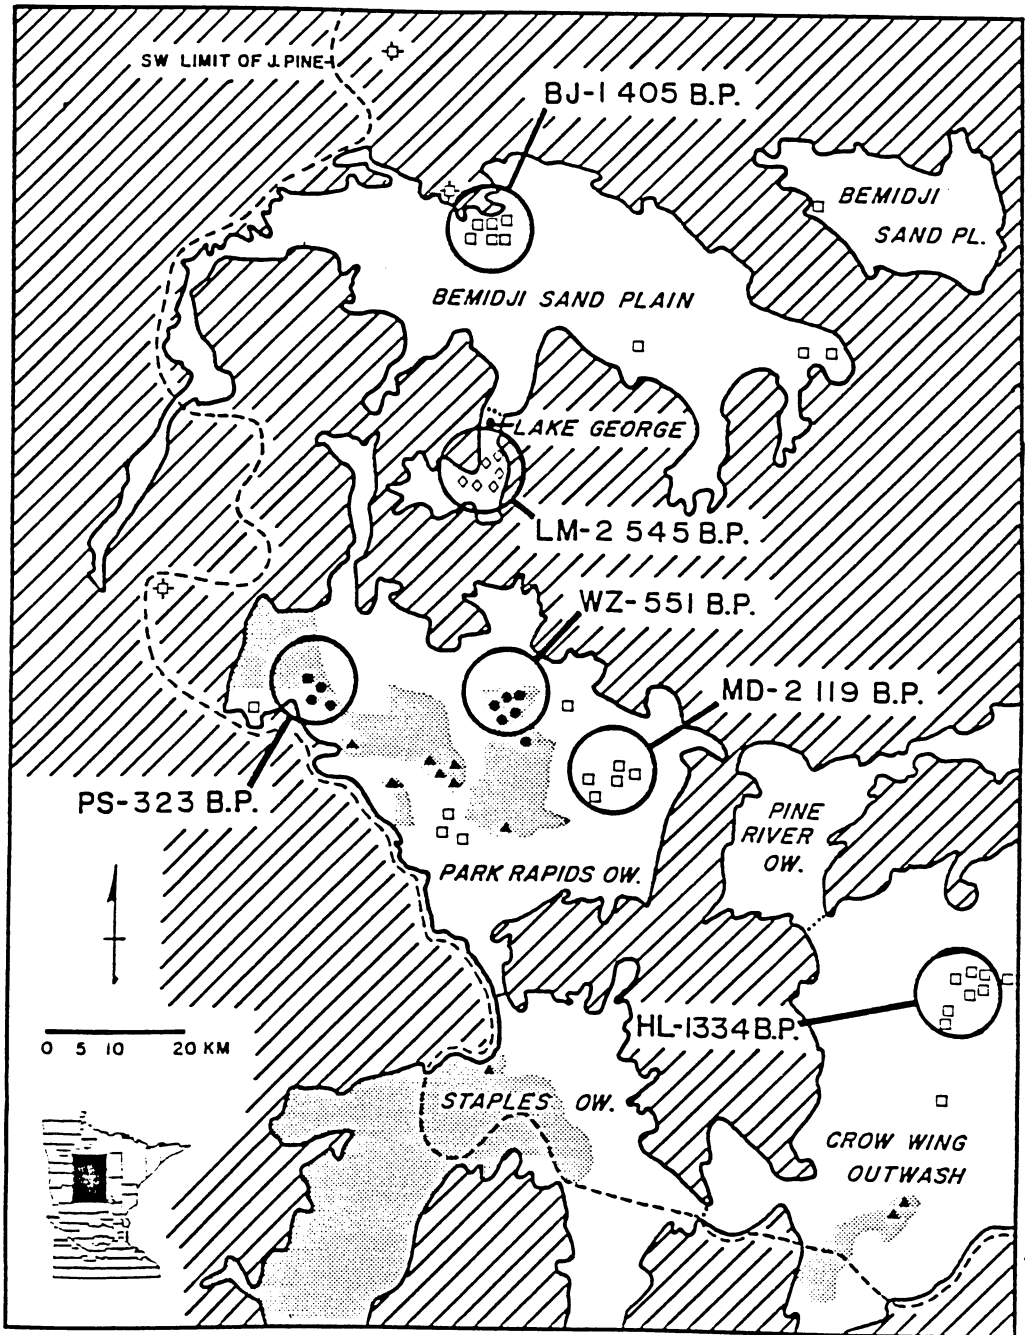 SW LIMIT OF J. PINE
BJ-1 405 B.P.
BEMIDJI
SAND PL.
BEMIDJI SAND PLAIN
LAKE GEORGE
LM-2 545 B.P.
WZ-551 B.P.
MD-2 119 B.P.
PS-323 B.P.
PINE
RIVER
OW.
PARK RAPIDS OW.
HL-1334 B.P.
0 5 10 20 KM
STAPLES OW.
CROW WING
OUTWASH